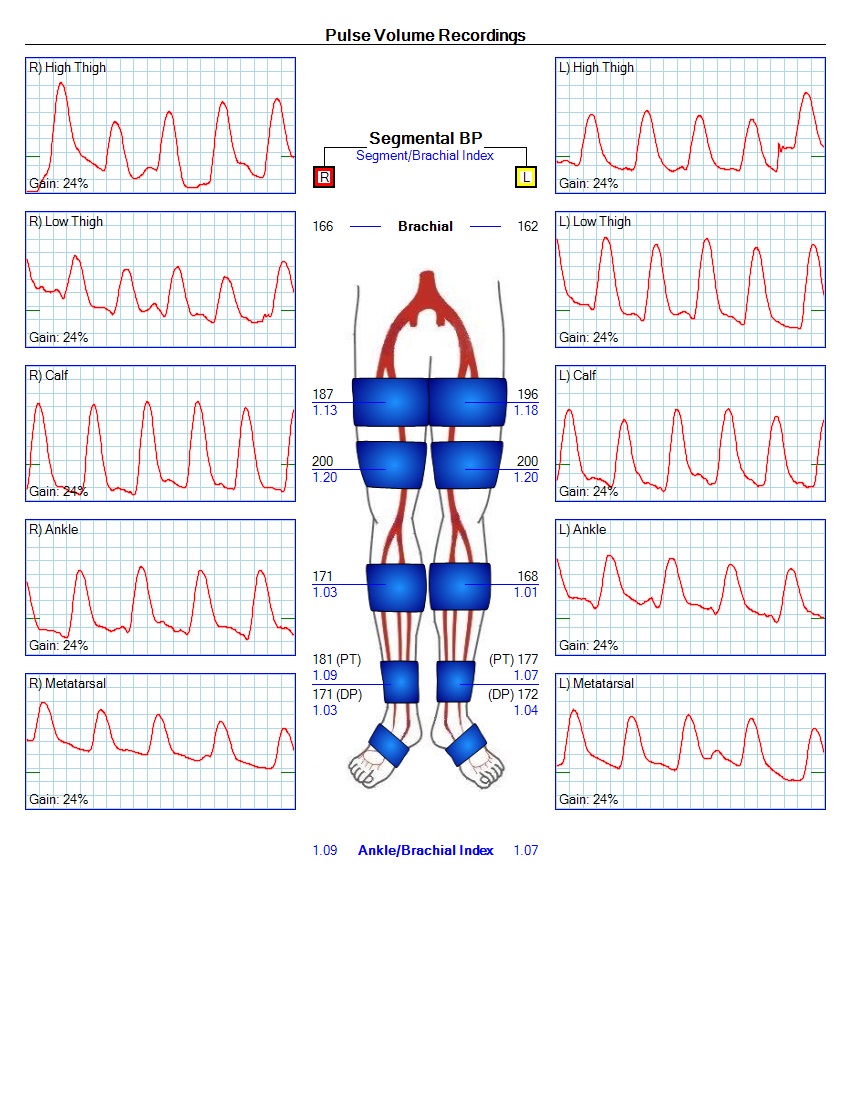 Pulse Volume Recordings
R) High Thigh
Gain: 24%
R) Low Thigh
Gain: 24%
R) Calf
Gain: 24%
R) Ankle
Gain: 24%
R) Metatarsal
Gain: 24%
Segmental BP
Segment/Brachial Index
R L
166 Brachial 162
187 196
1.13 1.18
200 200
1.20 1.20
171 168
1.03 1.01
181 (PT) (PT) 177
1.09 1.07
171 (DP) (DP) 172
1.03 1.04
1.09 Ankle/Brachial Index 1.07
L) High Thigh
Gain: 24%
L) Low Thigh
Gain: 24%
L) Calf
Gain: 24%
L) Ankle
Gain: 24%
L) Metatarsal
Gain: 24%